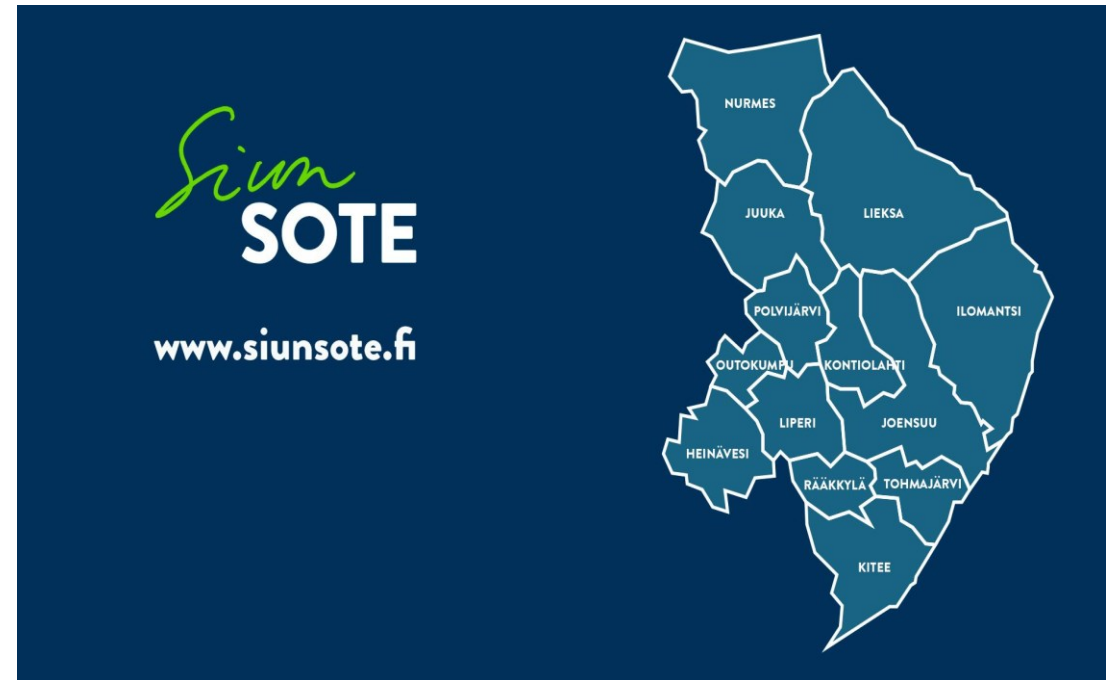 Siun
SOTE
www.siunsote.fi
NURMES
JUUKA
LIEKSA
POLVIJÄRVI
ILOMANTSI
OUTOKUMPU
KONTIOLAHTI
LIPERI
JOENSUU
HEINÄVESI
RÄÄKKYLÄ
TOHMAJÄRVI
KITEE